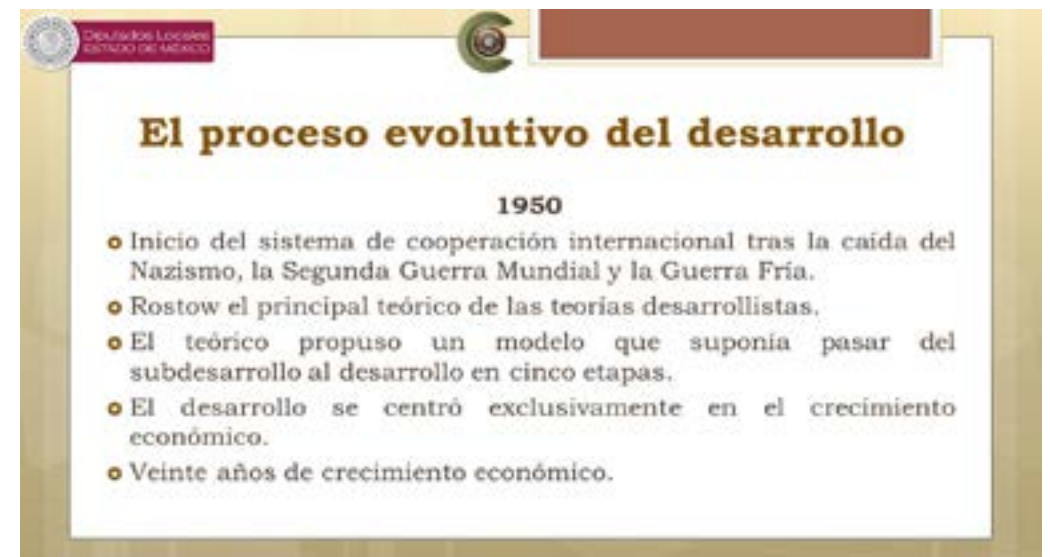 Diputados Locales
ESTADO DE MÉXICO
El proceso evolutivo del desarrollo
1950
Inicio del sistema de cooperación internacional tras la caída del
Nazismo, la Segunda Guerra Mundial y la Guerra Fría.
Rostow el principal teórico de las teorías desarrollistas.
El teórico propuso un modelo que suponía pasar del
subdesarrollo al desarrollo en cinco etapas.
El desarrollo se centró exclusivamente en el crecimiento
económico.
Veinte años de crecimiento económico.